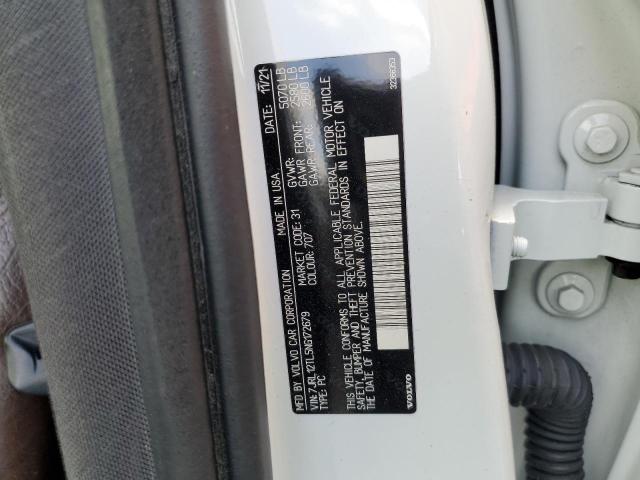 MFD BY VOLVO CAR CORPORATION MADE IN USA DATE: 11/21
VIN: 7JRL12TL5NG172679 MARKET CODE: 31 GVWR: 5070 LB
TYPE: PC COLOUR: 707 GAWR FRONT: 2580 LB
GAWR REAR: 2600 LB
THIS VEHICLE CONFORMS TO ALL APPLICABLE FEDERAL MOTOR VEHICLE
SAFETY, BUMPER AND THEFT PREVENTION STANDARDS IN EFFECT ON
THE DATE OF MANUFACTURE SHOWN ABOVE.
VOLVO